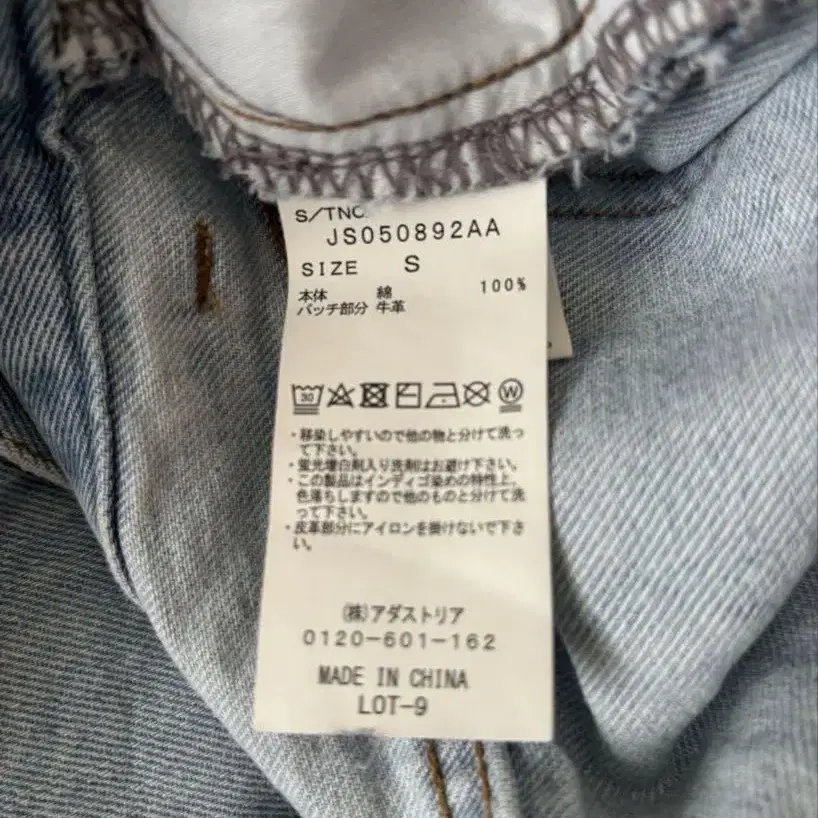 S/TNO.
JS050892AA
SIZE S
本体 綿 100%
パッチ部分 牛革
30 W
・移染しやすいので他の物と分けて洗っ
て下さい。
・蛍光増白剤入り洗剤はお避け下さい。
・この製品はインディゴ染めの特性上、
色落ちしますので他のものと分けて洗
って下さい。
・皮革部分にアイロンを掛けないで下さ
い。
(株)アダストリア
0120-601-162
MADE IN CHINA
LOT-9